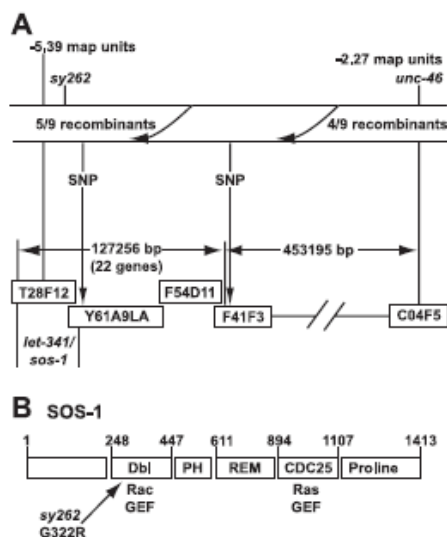 A
-5,39 map units
sy262
-2,27 map units
unc-46
5/9 recombinants
4/9 recombinants
SNP
SNP
127256 bp
(22 genes)
453195 bp
T28F12
F54D11
Y61A9LA
F41F3
C04F5
let-341/
sos-1
B SOS-1
1 248 447 611 894 1107 1413
Dbl PH REM CDC25 Proline
Rac
GEF
Ras
GEF
sy262
G322R